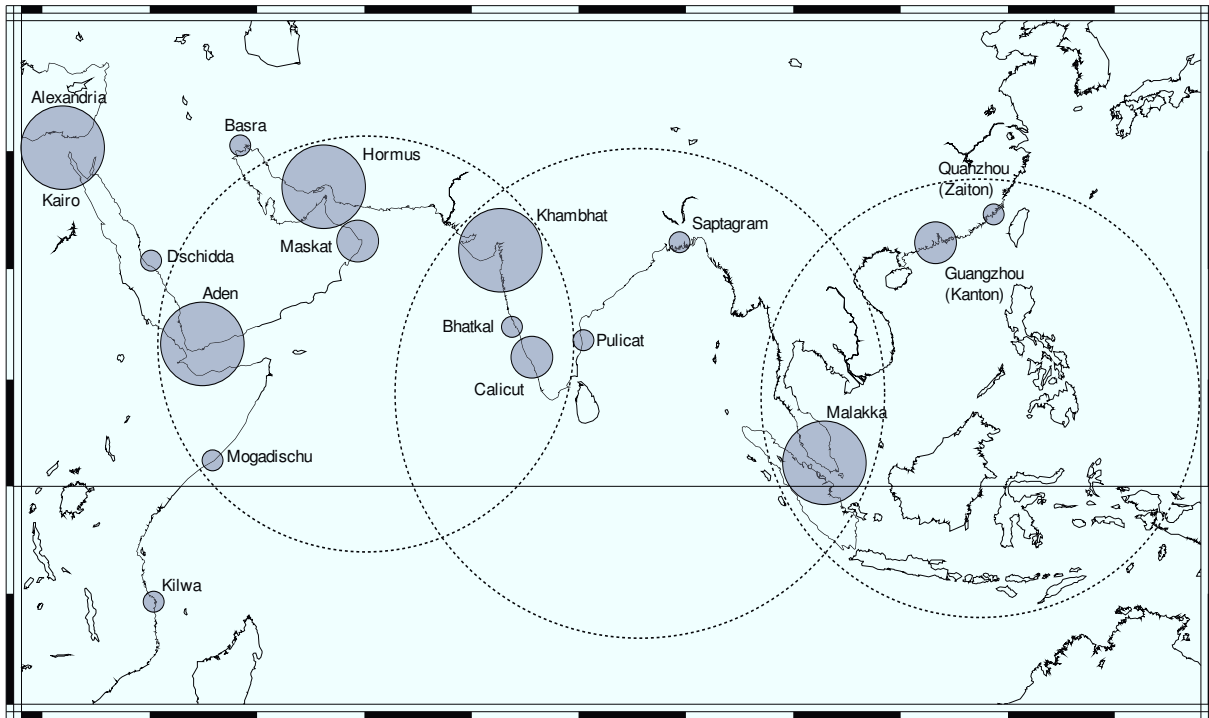 Alexandria
Kairo
Basra
Hormus
Maskat
Dschidda
Aden
Mogadischu
Kilwa
Khambhat
Bhatkal
Calicut
Pulicat
Saptagram
Malakka
Quanzhou
(Zaiton)
Guangzhou
(Kanton)